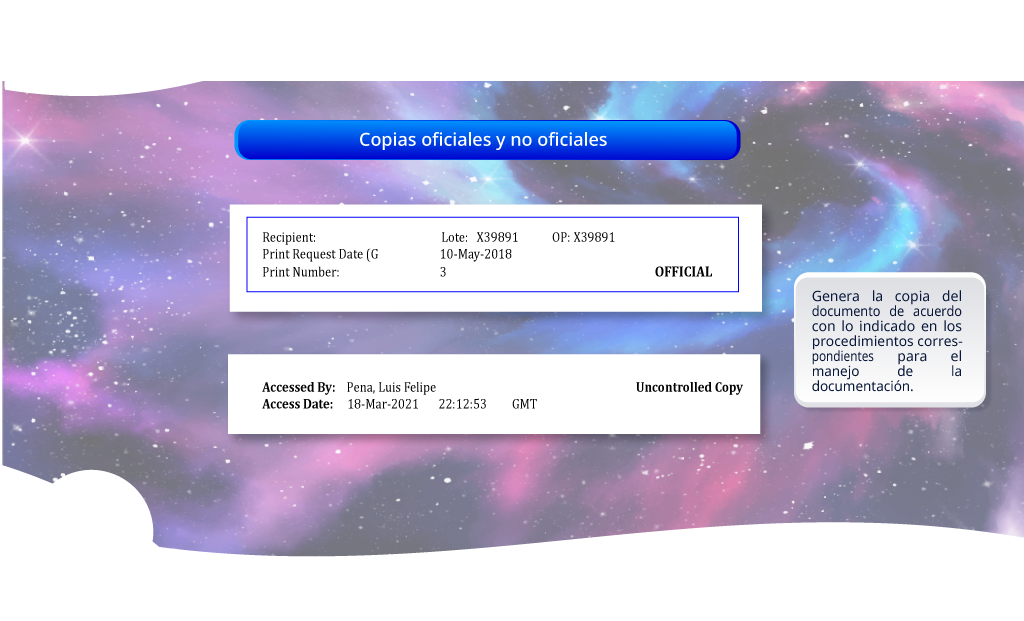 Copias oficiales y no oficiales
Recipient: Lote: X39891 OP: X39891
Print Request Date (G 10-May-2018
Print Number: 3 OFFICIAL
Accessed By: Pena, Luis Felipe Uncontrolled Copy
Access Date: 18-Mar-2021 22:12:53 GMT
Genera la copia del
documento de acuerdo
con lo indicado en los
procedimientos corres-
pondientes para el
manejo de la
documentación.